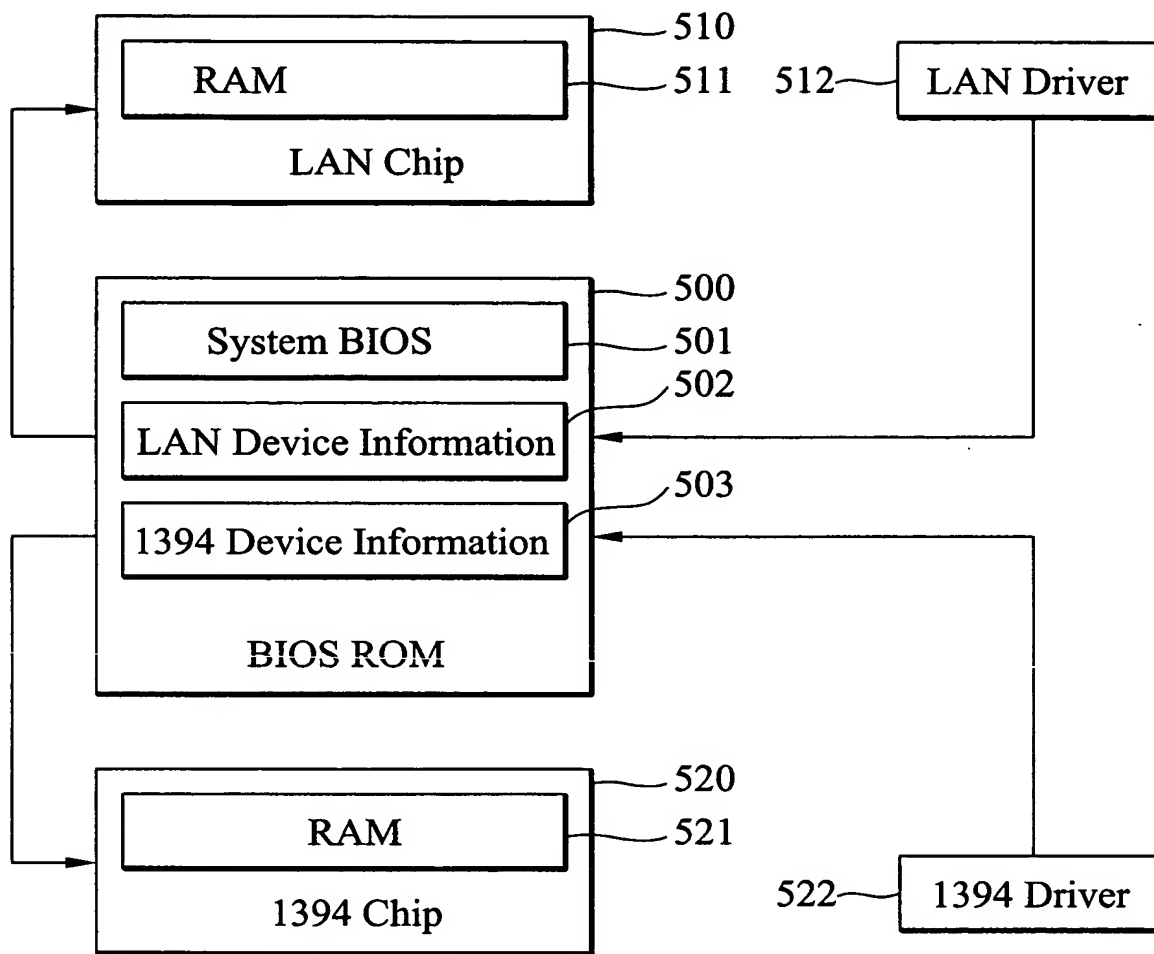 510
RAM
511
LAN Chip
512
LAN Driver
500
System BIOS
501
502
LAN Device Information
503
1394 Device Information
BIOS ROM
520
RAM
521
1394 Chip
522
1394 Driver